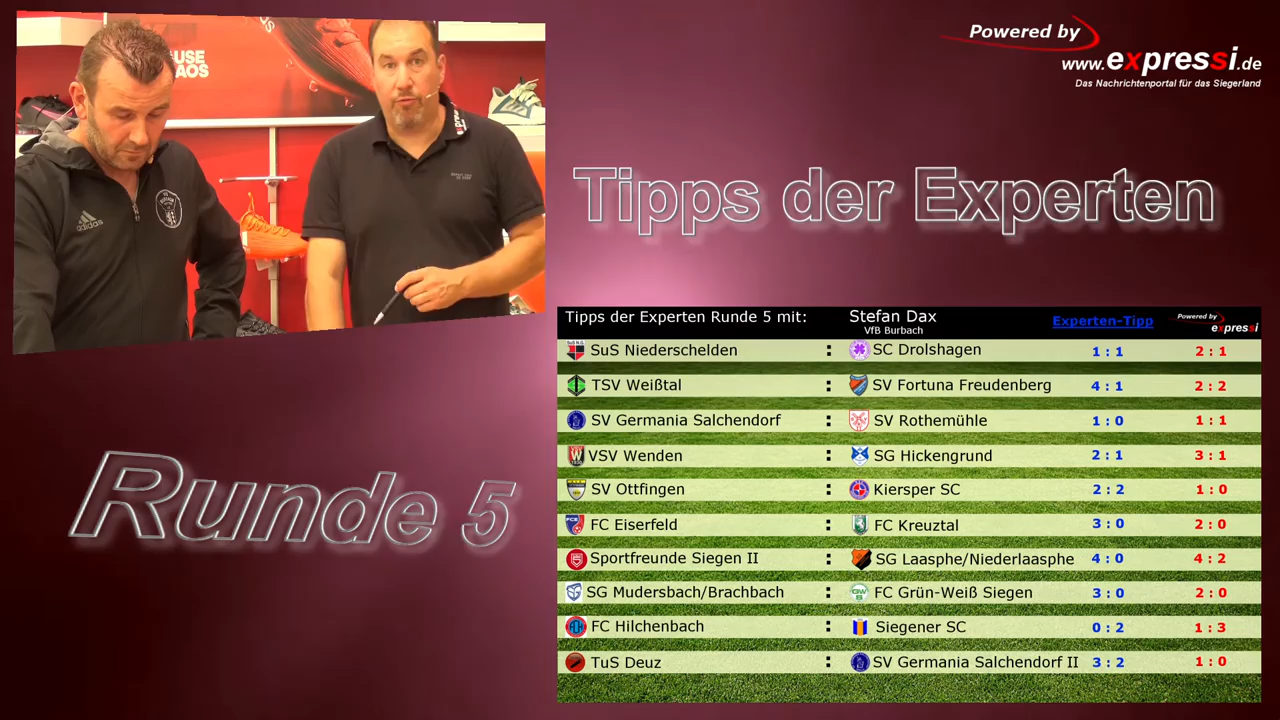 USE
AOS
adidas
Powered by
www.expressi.de
Das Nachrichtenportal für das Siegerland
Tipps der Experten
Runde 5
Tipps der Experten Runde 5 mit: Stefan Dax Experten-Tipp Powered by
VfB Burbach expressi
SuS Niederschelden : SC Drolshagen 1 : 1 2 : 1
TSV Weißtal : SV Fortuna Freudenberg 4 : 1 2 : 2
SV Germania Salchendorf : SV Rothemühle 1 : 0 1 : 1
VSV Wenden : SG Hickengrund 2 : 1 3 : 1
SV Ottfingen : Kiersper SC 2 : 2 1 : 0
FC Eiserfeld : FC Kreuztal 3 : 0 2 : 0
Sportfreunde Siegen II : SG Laasphe/Niederlaasphe 4 : 0 4 : 2
SG Mudersbach/Brachbach : FC Grün-Weiß Siegen 3 : 0 2 : 0
FC Hilchenbach : Siegener SC 0 : 2 1 : 3
TuS Deuz : SV Germania Salchendorf II 3 : 2 1 : 0